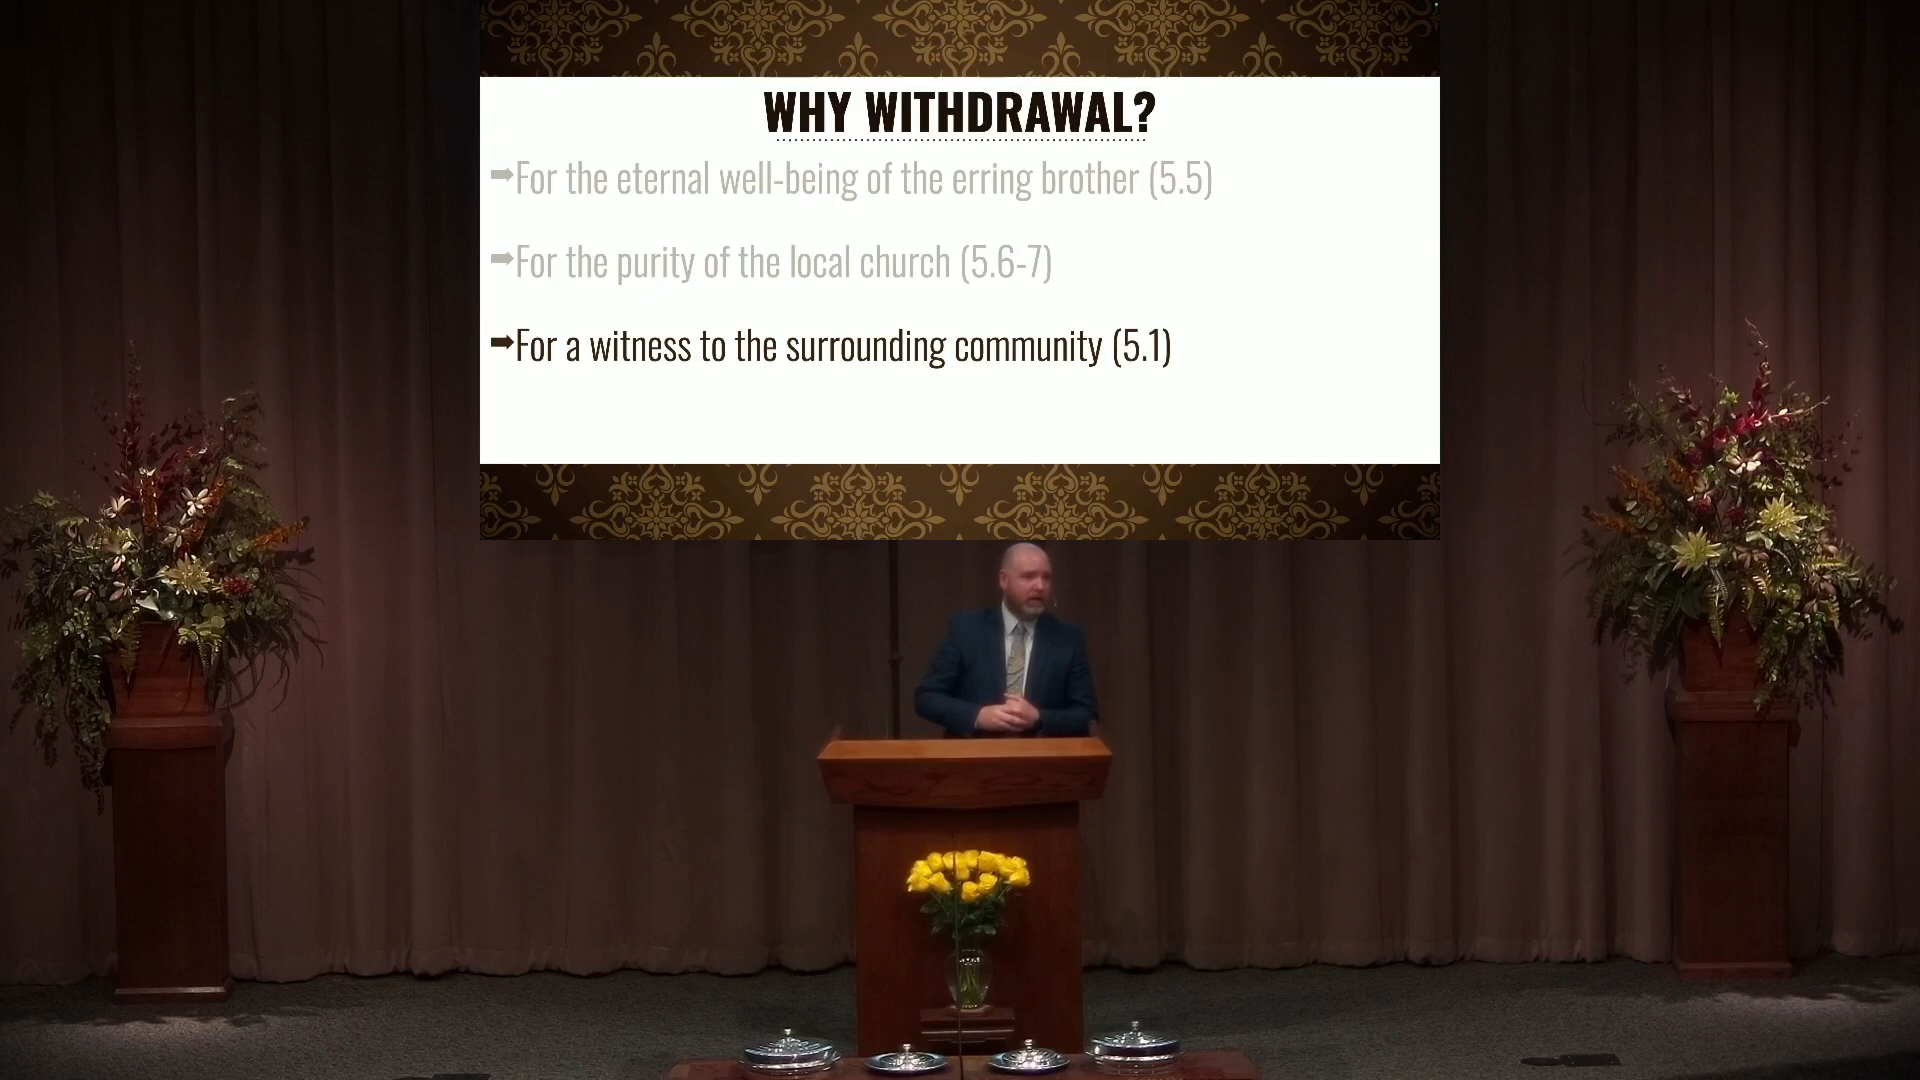 WHY WITHDRAWAL?
➡For the eternal well-being of the erring brother (5.5)
➡For the purity of the local church (5.6-7)
➡For a witness to the surrounding community (5.1)